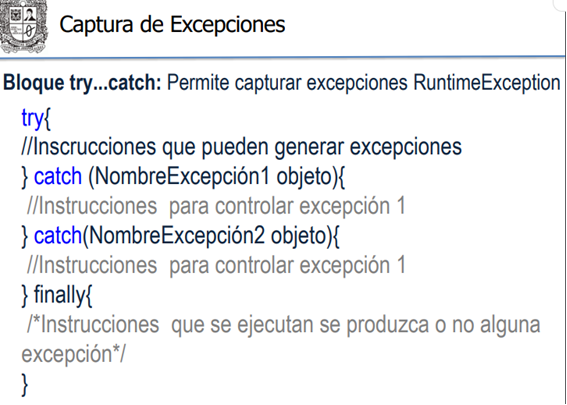 Captura de Excepciones
Bloque try...catch: Permite capturar excepciones RuntimeException
try{
//Inscrucciones que pueden generar excepciones
} catch (NombreExcepción1 objeto){
//Instrucciones para controlar excepción 1
} catch(NombreExcepción2 objeto){
//Instrucciones para controlar excepción 1
} finally{
/*Instrucciones que se ejecutan se produzca o no alguna
excepción*/
}